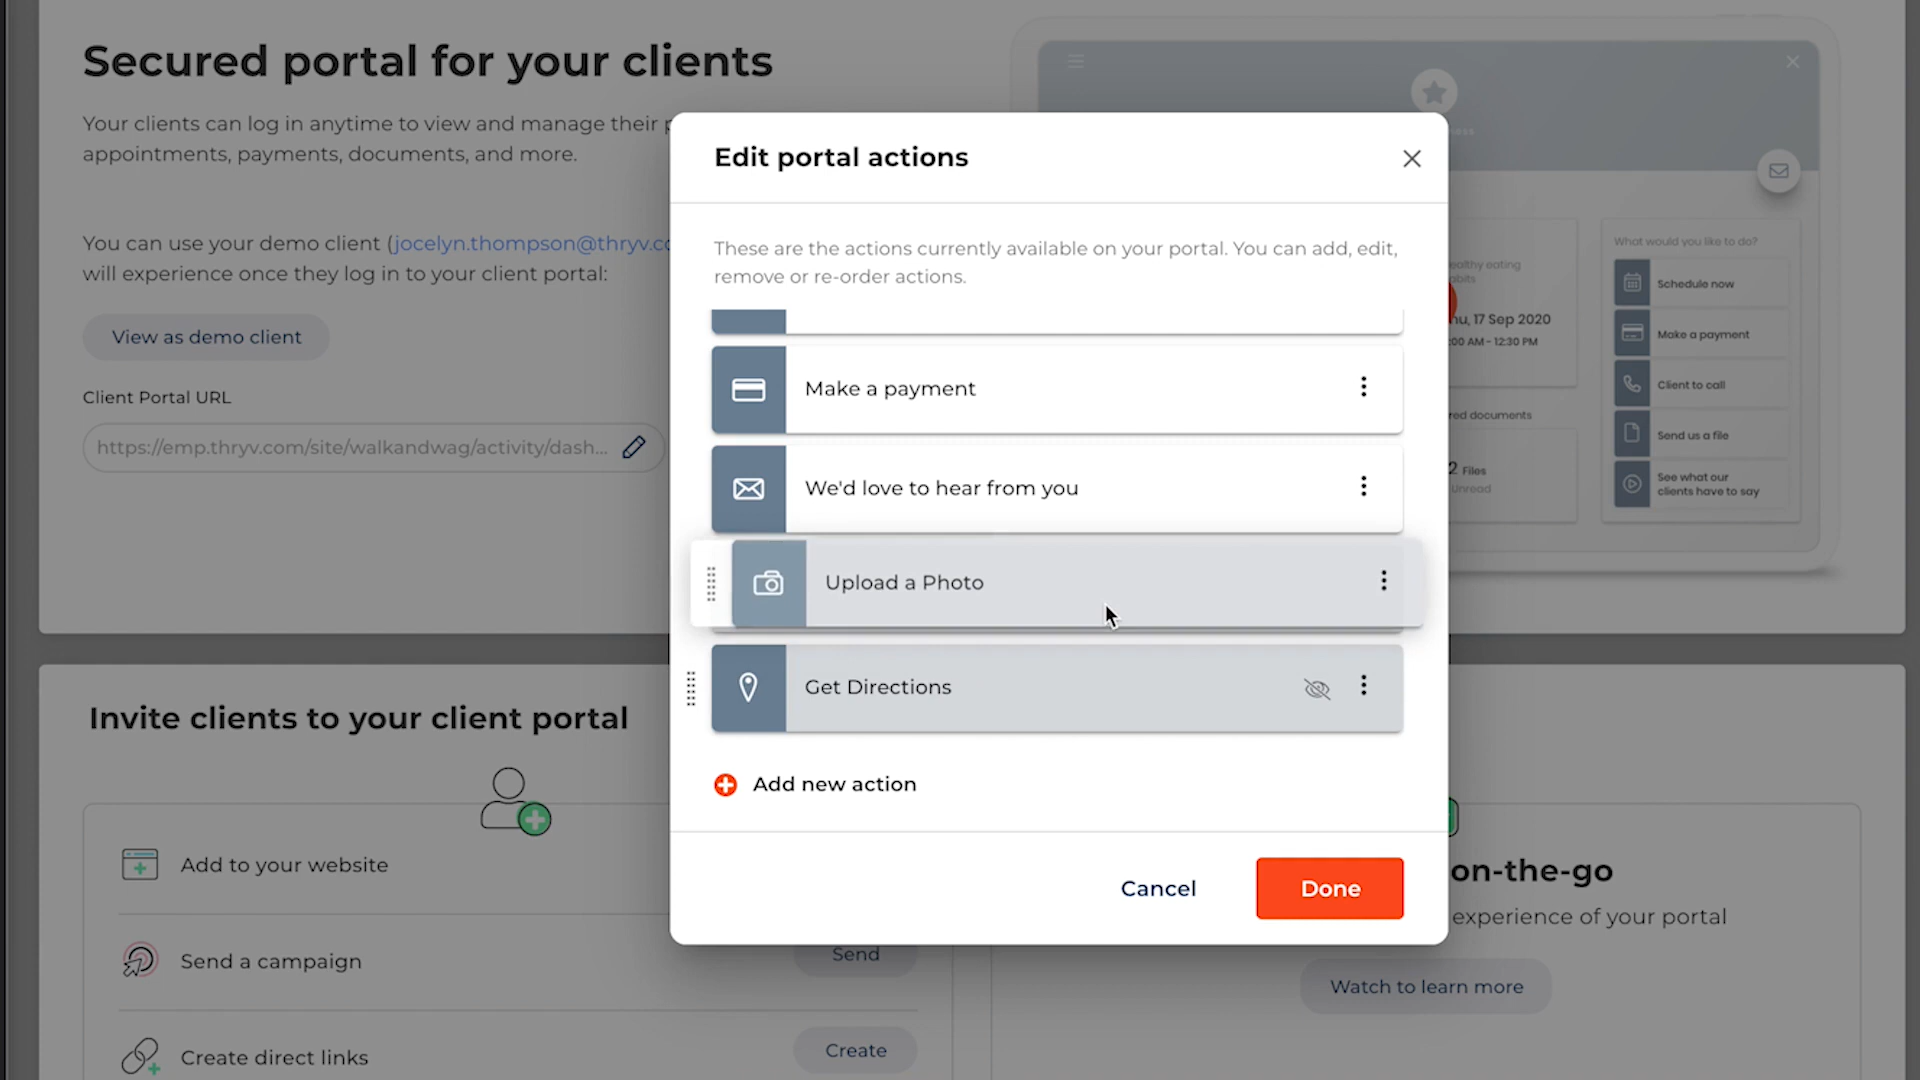 Secured portal for your clients
Your clients can log in anytime to view and manage their
appointments, payments, documents, and more.
You can use your demo client (jocelyn.thompson@thryv.co
will experience once they log in to your client portal:
View as demo client
Client Portal URL
https://emp.thryv.com/site/walkandwag/activity/dash...
Invite clients to your client portal
Add to your website
Send a campaign
Send
Create direct links
Create
Edit portal actions
These are the actions currently available on your portal. You can add, edit,
remove or re-order actions.
Make a payment
We'd love to hear from you
Upload a Photo
Get Directions
Add new action
Cancel
Done
17 Sep 2020
AM - 12:30 PM
documents
2 Files
Unread
What would you like to do?
Schedule now
Make a payment
Client to call
Send us a file
See what our
clients have to say
on-the-go
experience of your portal
Watch to learn more